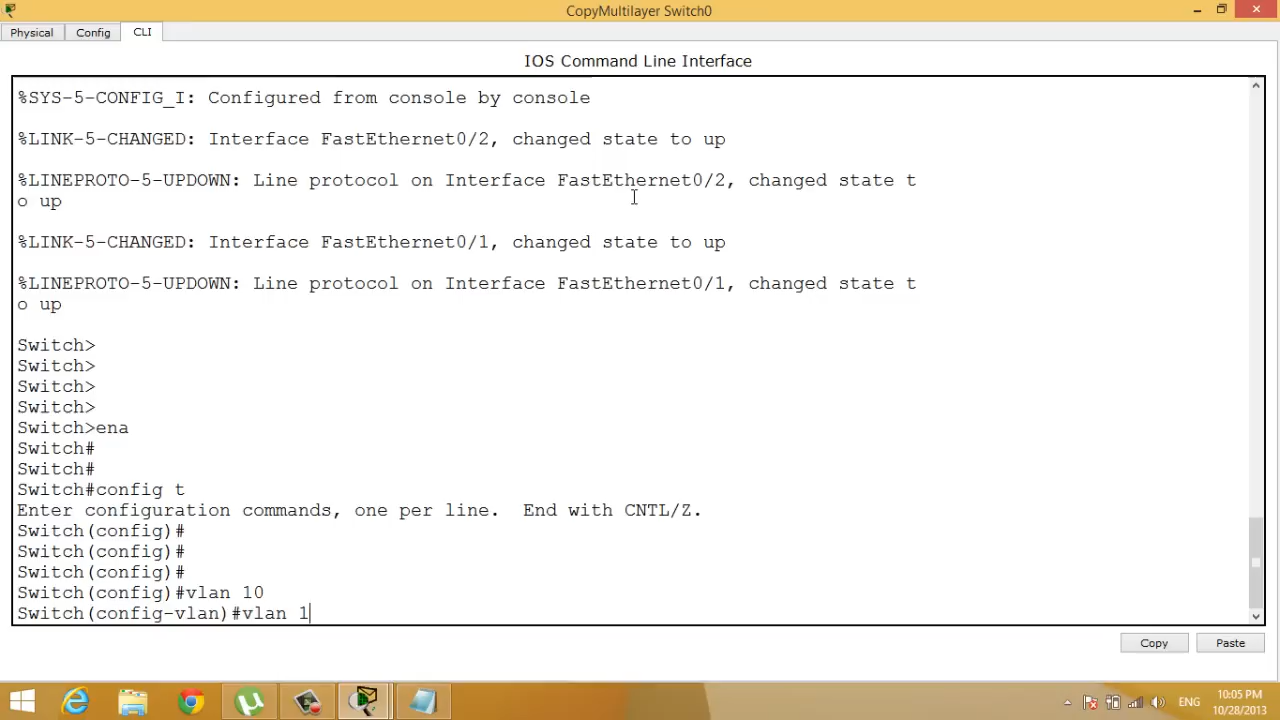 CopyMultilayer Switch0
Physical Config CLI
IOS Command Line Interface
%SYS-5-CONFIG_I: Configured from console by console
%LINK-5-CHANGED: Interface FastEthernet0/2, changed state to up
%LINEPROTO-5-UPDOWN: Line protocol on Interface FastEthernet0/2, changed state t
o up
%LINK-5-CHANGED: Interface FastEthernet0/1, changed state to up
%LINEPROTO-5-UPDOWN: Line protocol on Interface FastEthernet0/1, changed state t
o up
Switch>
Switch>
Switch>
Switch>
Switch>ena
Switch#
Switch#
Switch#config t
Enter configuration commands, one per line.  End with CNTL/Z.
Switch(config)#
Switch(config)#
Switch(config)#
Switch(config)#vlan 10
Switch(config-vlan)#vlan 1
Copy Paste
ENG
10:05 PM
10/28/2013